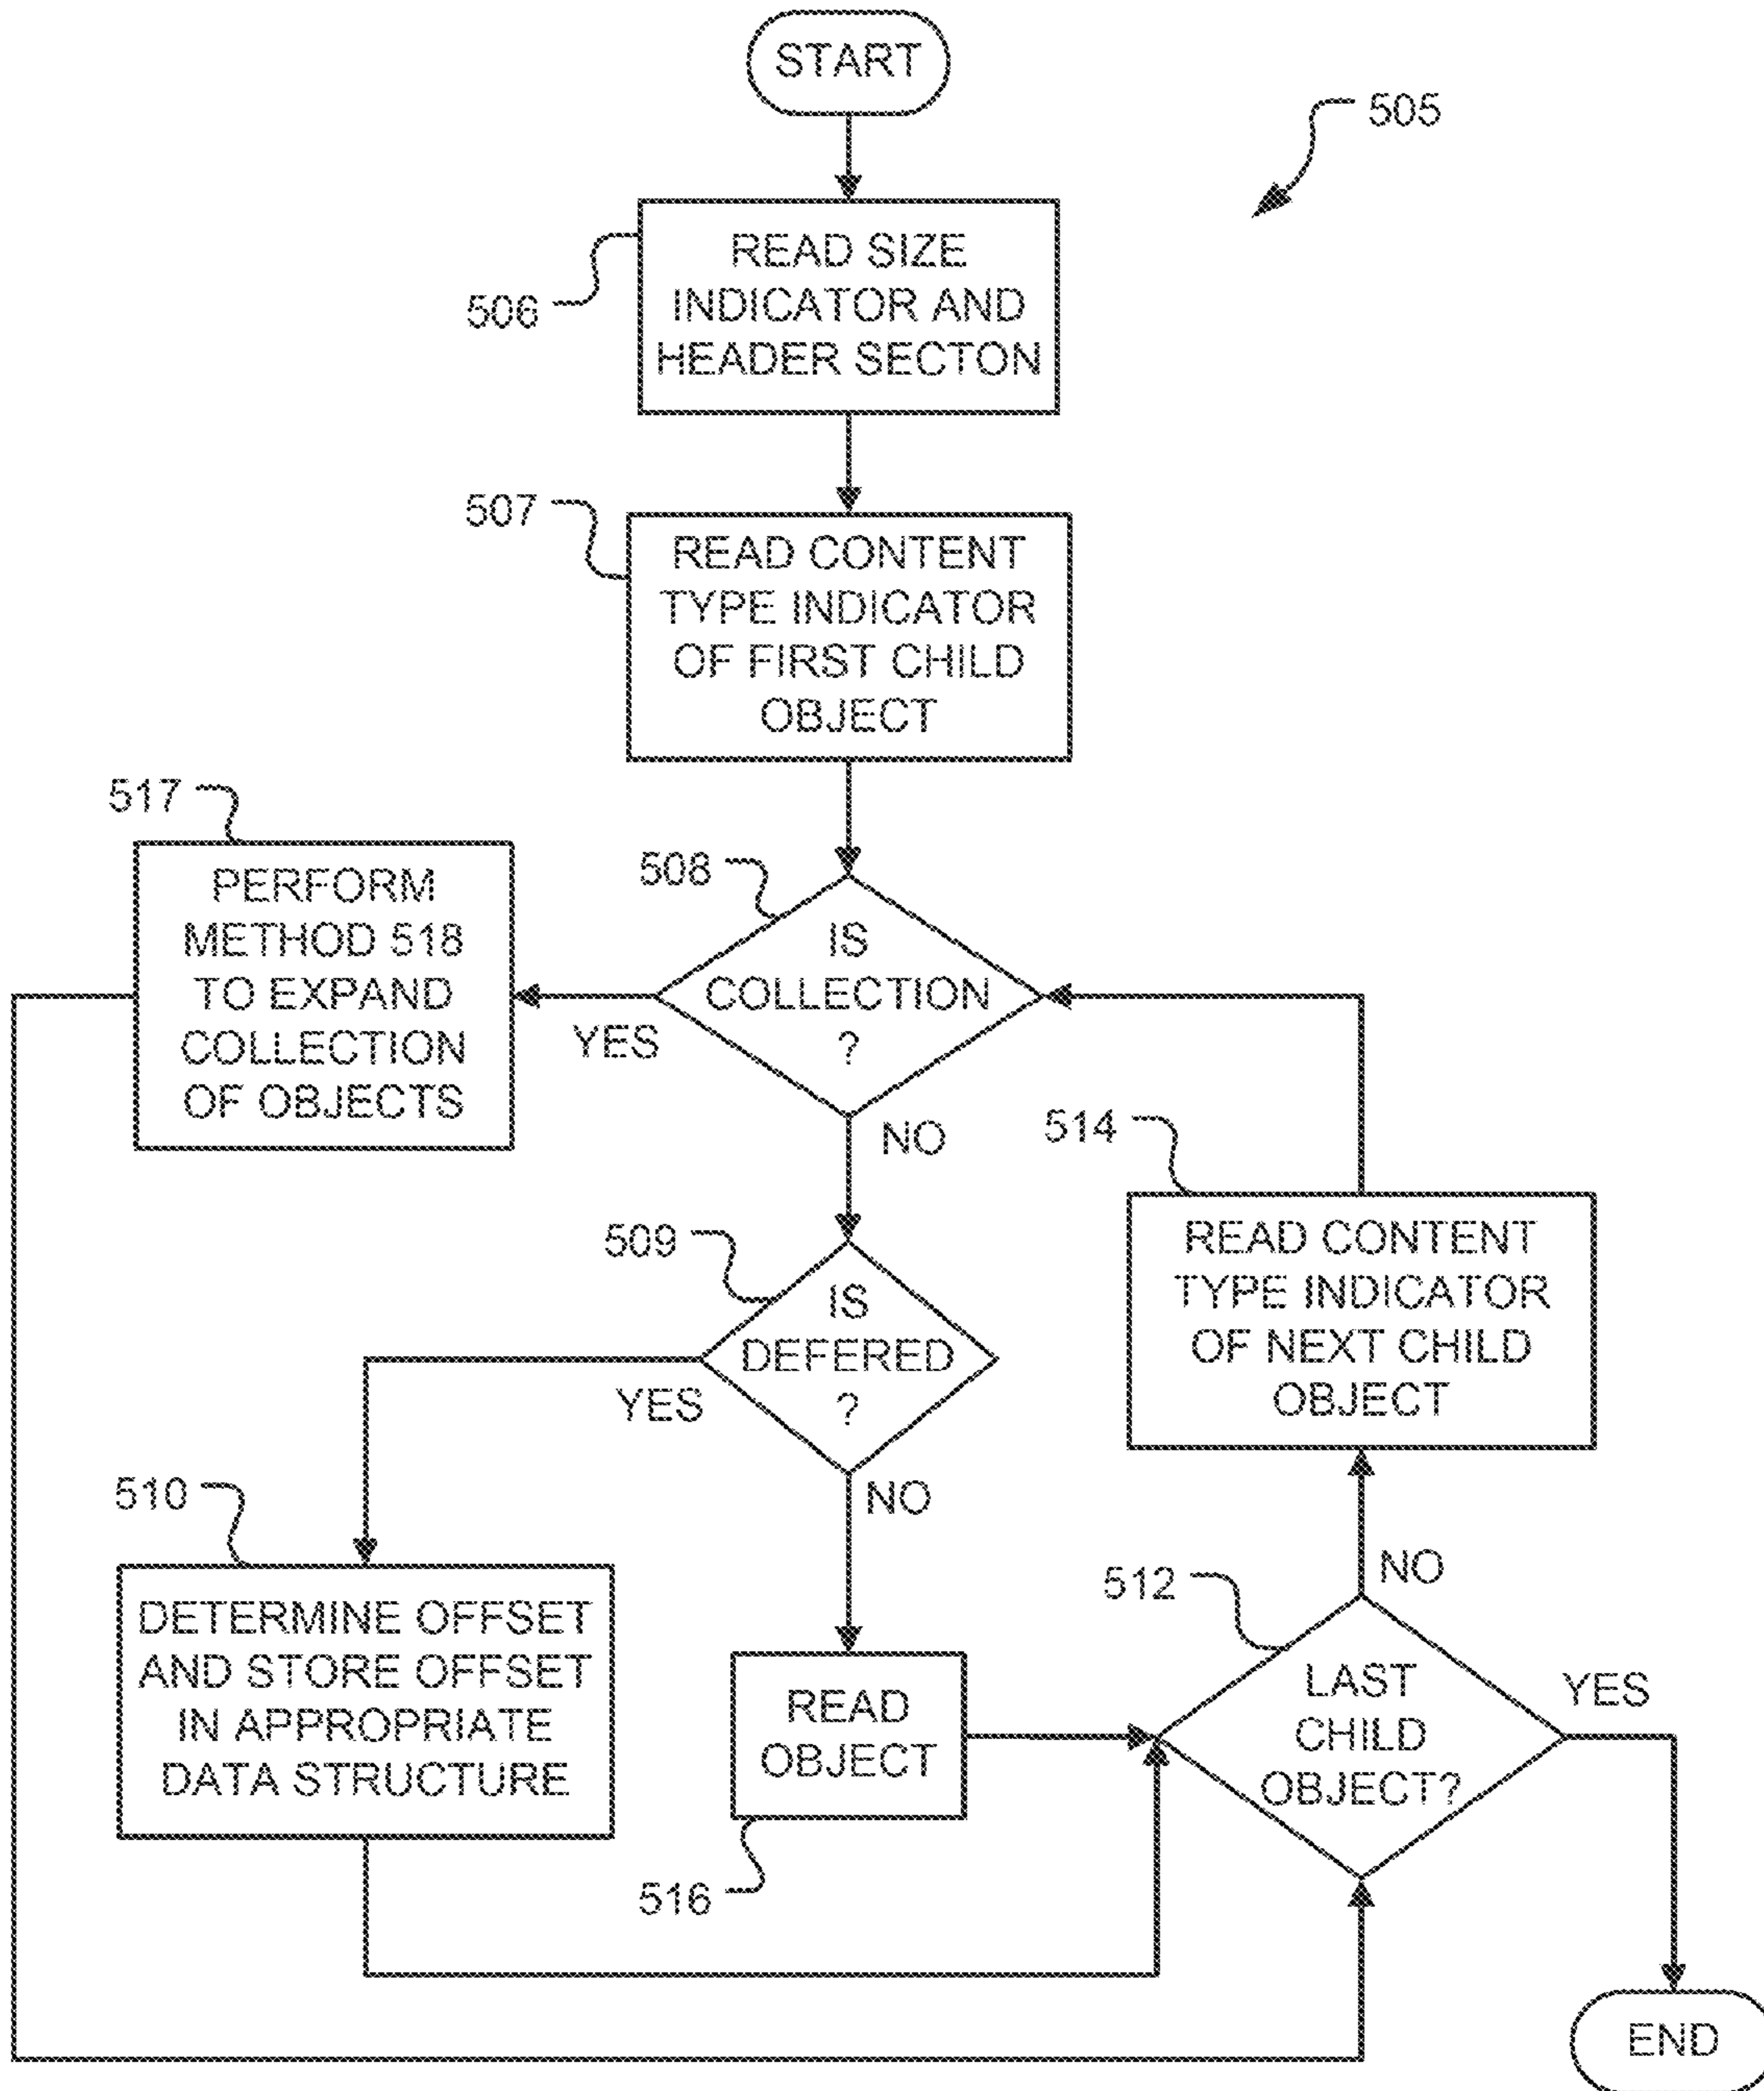 START
505
READ SIZE
INDICATOR AND
HEADER SECTON
506
507
READ CONTENT
TYPE INDICATOR
OF FIRST CHILD
OBJECT
517
PERFORM
METHOD 518
TO EXPAND
COLLECTION
OF OBJECTS
508
IS
COLLECTION
?
YES
NO
514
READ CONTENT
TYPE INDICATOR
OF NEXT CHILD
OBJECT
509
IS
DEFERED
?
YES
NO
510
DETERMINE OFFSET
AND STORE OFFSET
IN APPROPRIATE
DATA STRUCTURE
READ
OBJECT
516
512
NO
LAST
CHILD
OBJECT?
YES
END